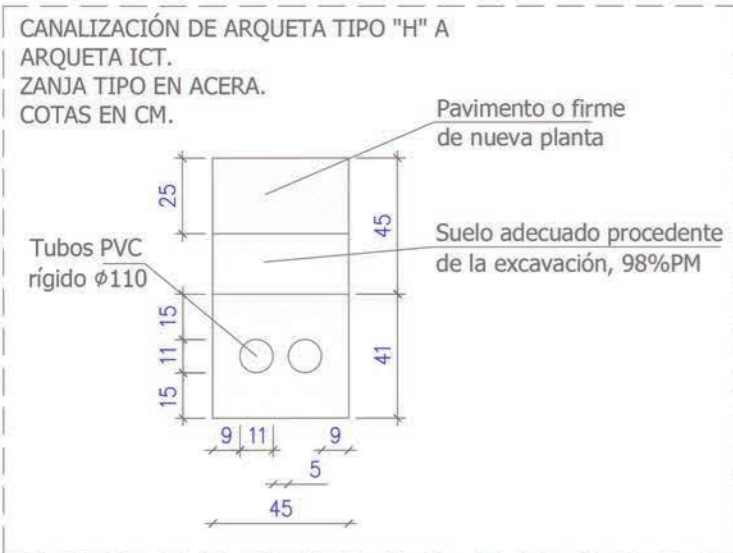 CANALIZACIÓN DE ARQUETA TIPO "H" A
ARQUETA ICT.
ZANJA TIPO EN ACERA.
COTAS EN CM.
Pavimento o firme
de nueva planta
25
45
Suelo adecuado procedente
de la excavación, 98%PM
Tubos PVC
rígido ϕ110
15
11
15
41
9
11
9
5
45